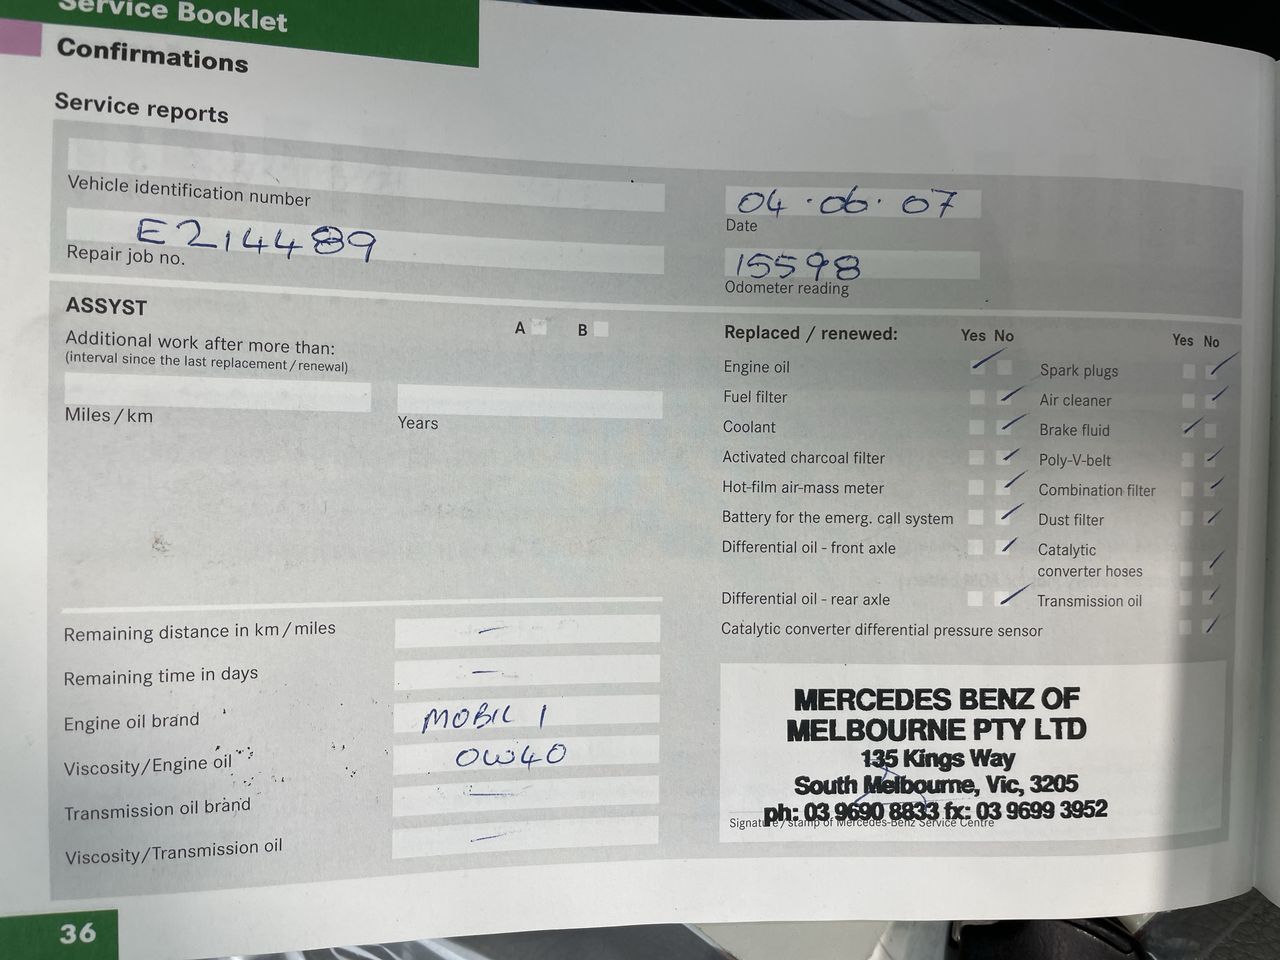 Service Booklet
Confirmations
Service reports
Vehicle identification number
04.06.07
Date
E214489
Repair job no.
15598
Odometer reading
ASSYST
A B
Additional work after more than:
(interval since the last replacement / renewal)
Miles / km
Years
Replaced / renewed: Yes No
Yes No
Engine oil
Spark plugs
Fuel filter
Air cleaner
Coolant
Brake fluid
Activated charcoal filter
Poly-V-belt
Hot-film air-mass meter
Combination filter
Battery for the emerg. call system
Dust filter
Differential oil - front axle
Catalytic
converter hoses
Differential oil - rear axle
Transmission oil
Catalytic converter differential pressure sensor
Remaining distance in km / miles –
Remaining time in days –
Engine oil brand MOBIL 1
Viscosity/Engine oil 0W40
Transmission oil brand –
Viscosity/Transmission oil –
MERCEDES BENZ OF
MELBOURNE PTY LTD
135 Kings Way
South Melbourne, Vic, 3205
ph: 03 9690 8833 fx: 03 9699 3952
Signature / stamp of Mercedes-Benz Service Centre
36